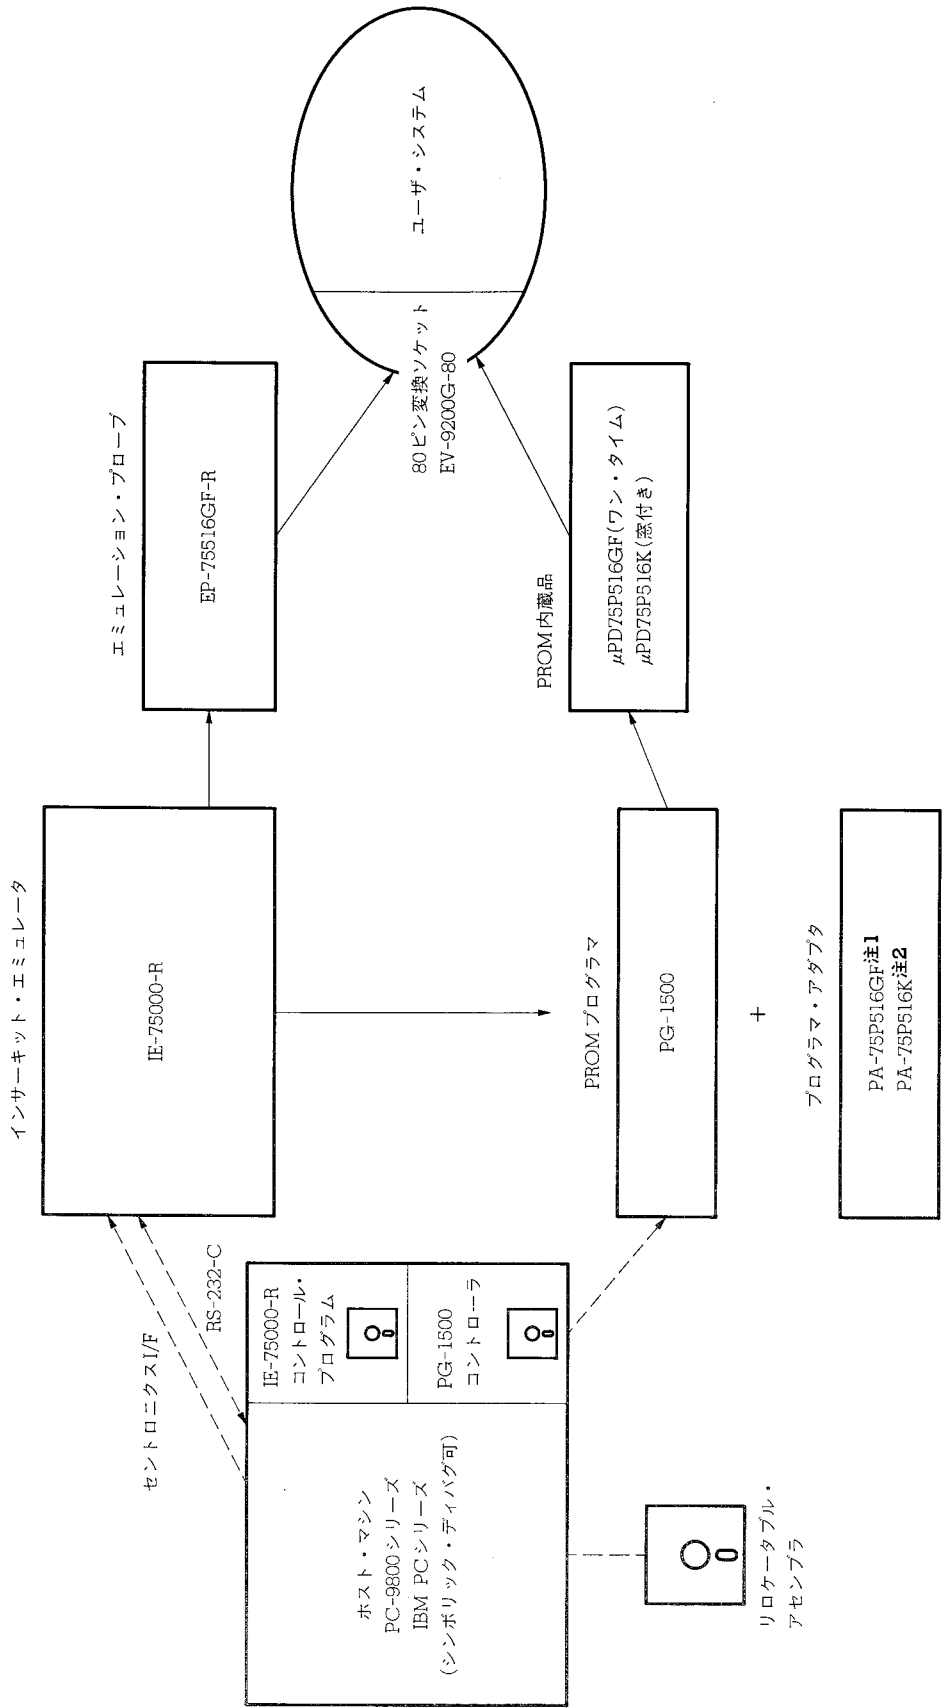 インサーキット・エミュレータ
IE-75000-R
エミュレーション・プローブ
EP-75516GF-R
セントロニクスI/F
RS-232-C
ホスト・マシン
PC-9800シリーズ
IBM PCシリーズ
(シンボリック・ディバグ可)
IE-75000-R
コントロール・
プログラム
PG-1500
コントローラ
リロケータブル・
アセンブラ
PROMプログラマ
PG-1500
+
プログラマ・アダプタ
PA-75P516GF注1
PA-75P516K注2
PROM内蔵品
μPD75P516GF(ワン・タイム)
μPD75P516K(窓付き)
80ピン変換ソケット
EV-9200G-80
ユーザ・システム